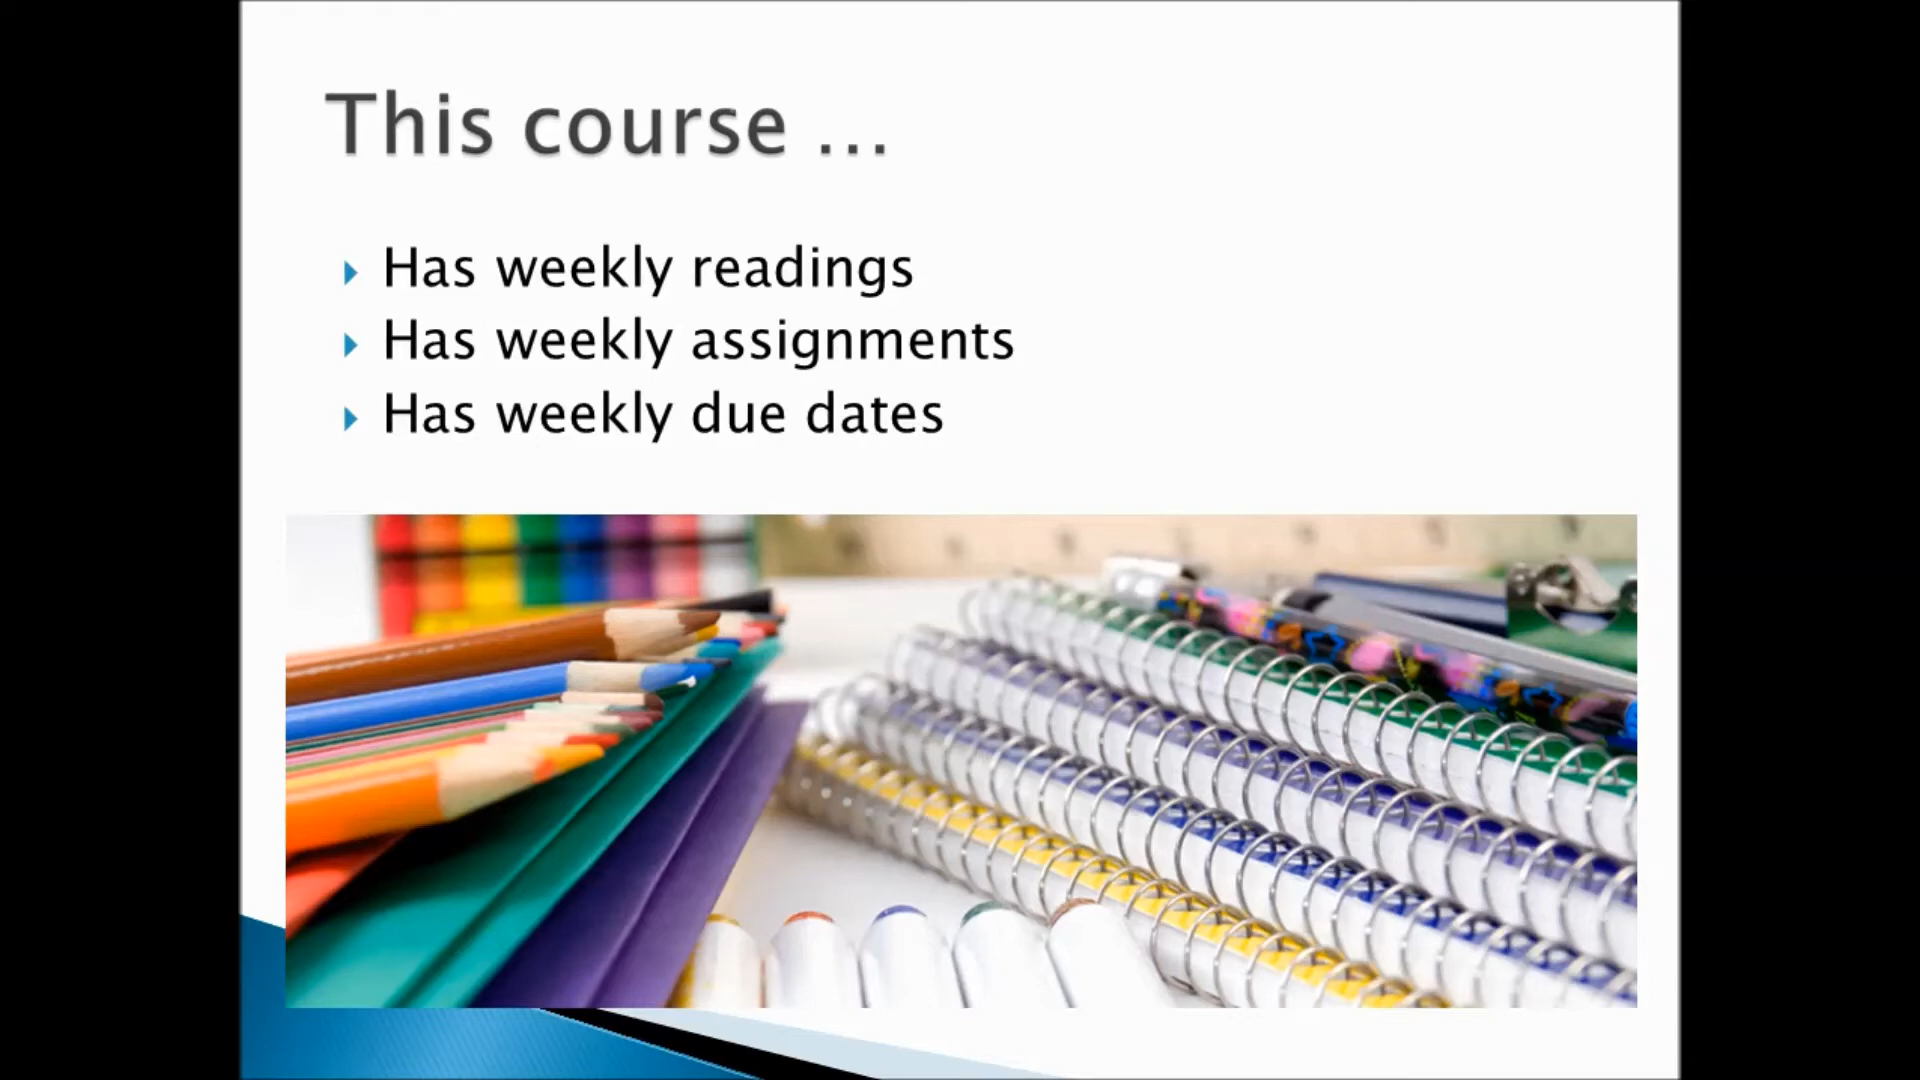 This course ...
Has weekly readings
Has weekly assignments
Has weekly due dates